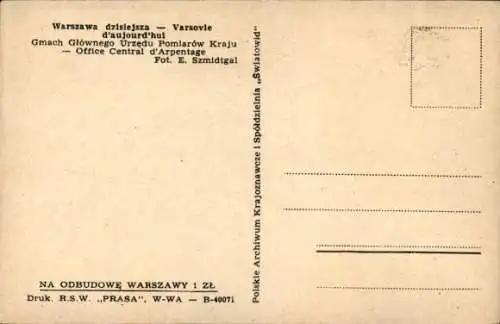 Warszawa dzisiejsza — Varsovie
d'aujourd'hui
Gmach Głównego Urzędu Pomiarów Kraju
— Office Central d'Arpentage
Fot. E. Szmidtgal
Polskie Archiwum Krajoznawcze i Spółdzielnia „Światowid"
NA ODBUDOWĘ WARSZAWY 1 ZŁ
Druk. R.S.W. „PRASA", W-WA — B-40071